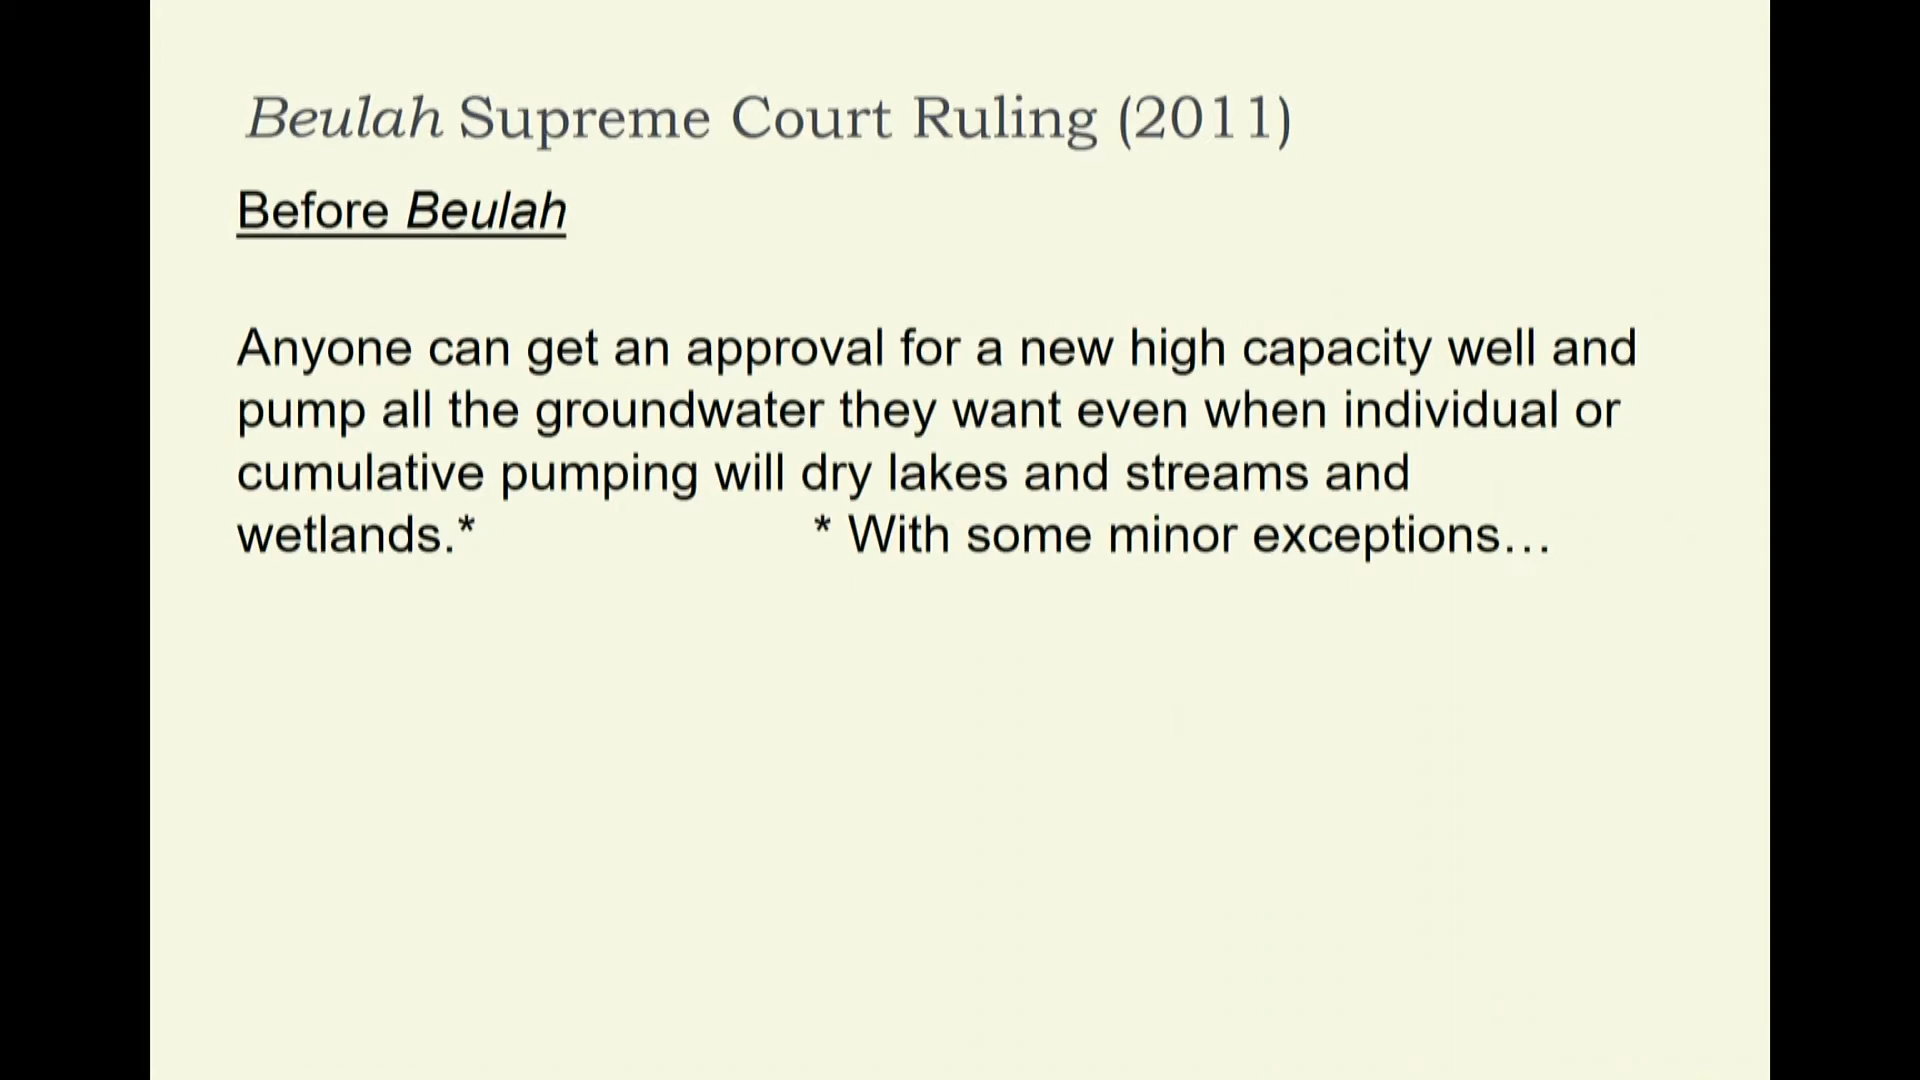 Beulah Supreme Court Ruling (2011)
Before Beulah
Anyone can get an approval for a new high capacity well and
pump all the groundwater they want even when individual or
cumulative pumping will dry lakes and streams and
wetlands.* * With some minor exceptions…